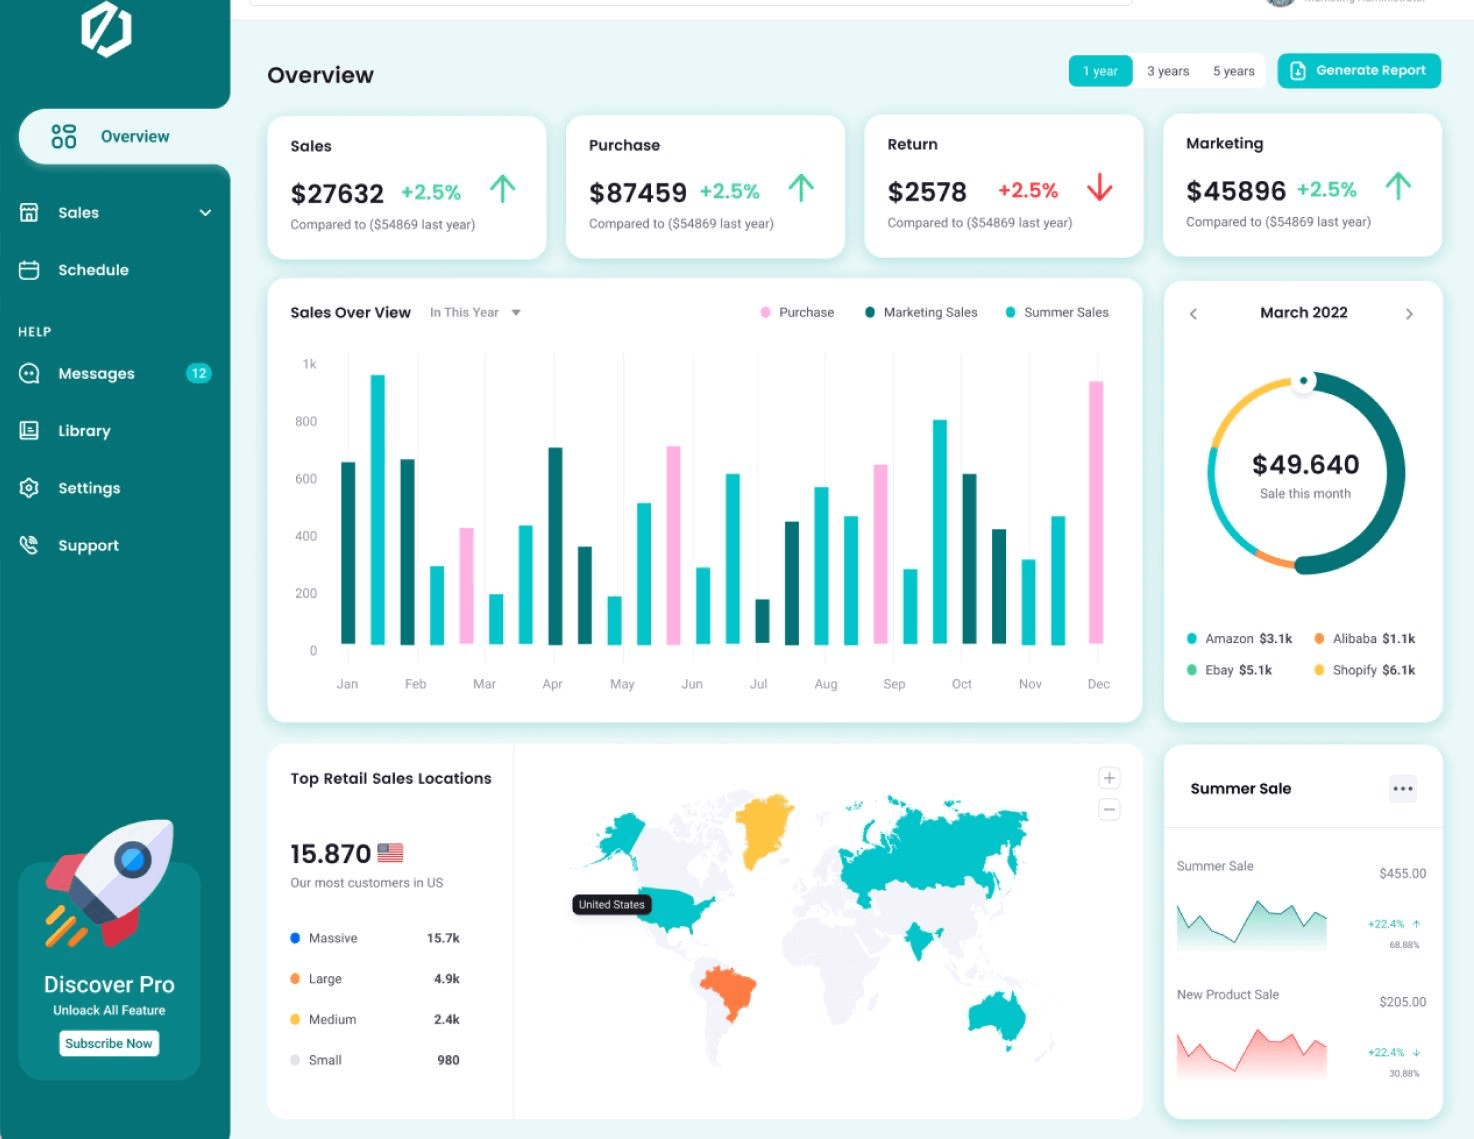 Marketing Administrator
Overview
1 year 3 years 5 years Generate Report
Overview
Sales
Schedule
HELP
Messages 12
Library
Settings
Support
Discover Pro
Unloack All Feature
Subscribe Now
Sales
$27632 +2.5%
Compared to ($54869 last year)
Purchase
$87459 +2.5%
Compared to ($54869 last year)
Return
$2578 +2.5%
Compared to ($54869 last year)
Marketing
$45896 +2.5%
Compared to ($54869 last year)
Sales Over View In This Year Purchase Marketing Sales Summer Sales
1k
800
600
400
200
0
Jan Feb Mar Apr May Jun Jul Aug Sep Oct Nov Dec
March 2022
$49.640
Sale this month
Amazon $3.1k Alibaba $1.1k
Ebay $5.1k Shopify $6.1k
Top Retail Sales Locations
15.870
Our most customers in US
Massive 15.7k
Large 4.9k
Medium 2.4k
Small 980
United States
Summer Sale
Summer Sale
$455.00
+22.4%
68.88%
New Product Sale
$205.00
+22.4%
30.88%